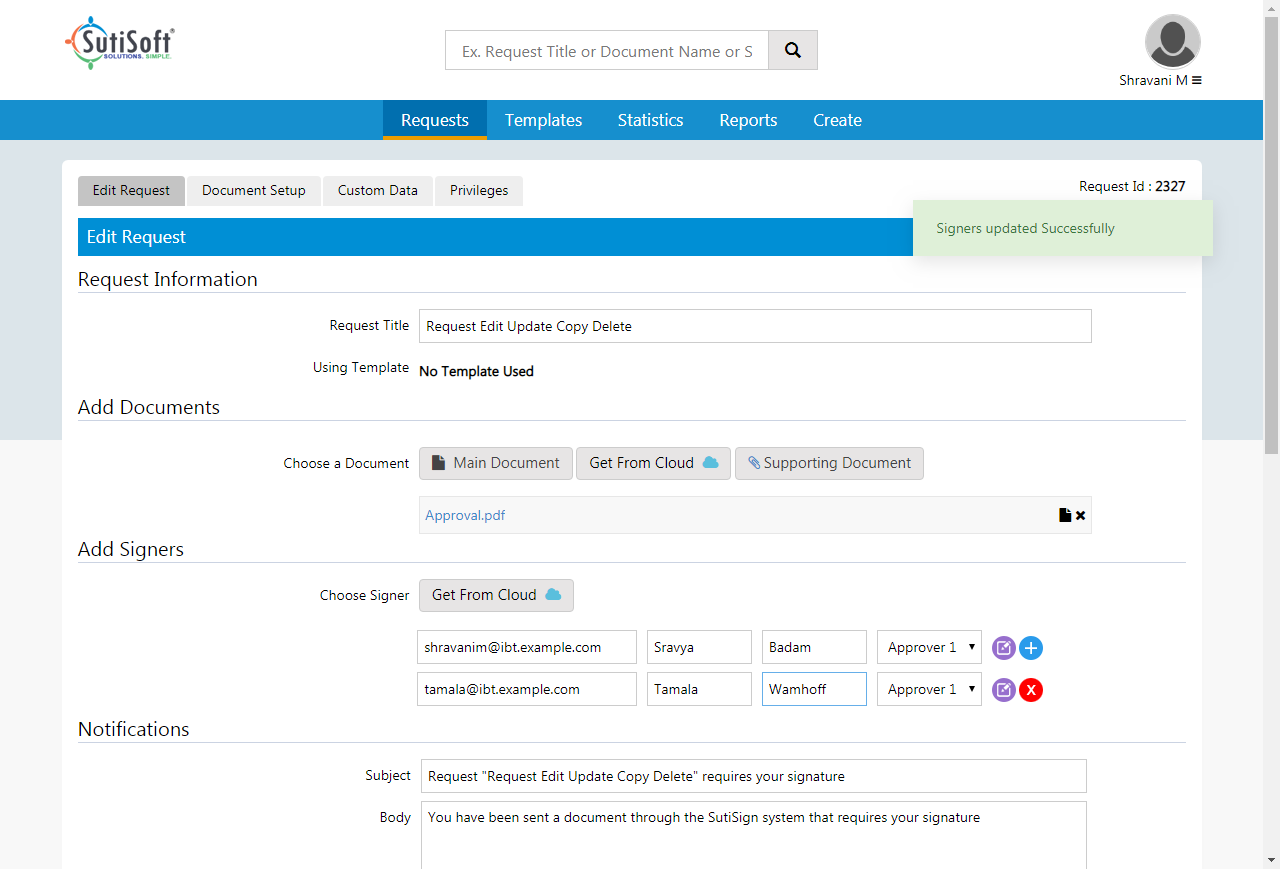 SutiSoft®
SOLUTIONS. SIMPLE.
Ex. Request Title or Document Name or S
Shravani M
Requests Templates Statistics Reports Create
Edit Request Document Setup Custom Data Privileges
Request Id : 2327
Signers updated Successfully
Edit Request
Request Information
Request Title Request Edit Update Copy Delete
Using Template No Template Used
Add Documents
Choose a Document Main Document Get From Cloud Supporting Document
Approval.pdf
Add Signers
Choose Signer Get From Cloud
shravanim@ibt.example.com Sravya Badam Approver 1
tamala@ibt.example.com Tamala Wamhoff Approver 1 X
Notifications
Subject Request "Request Edit Update Copy Delete" requires your signature
Body You have been sent a document through the SutiSign system that requires your signature